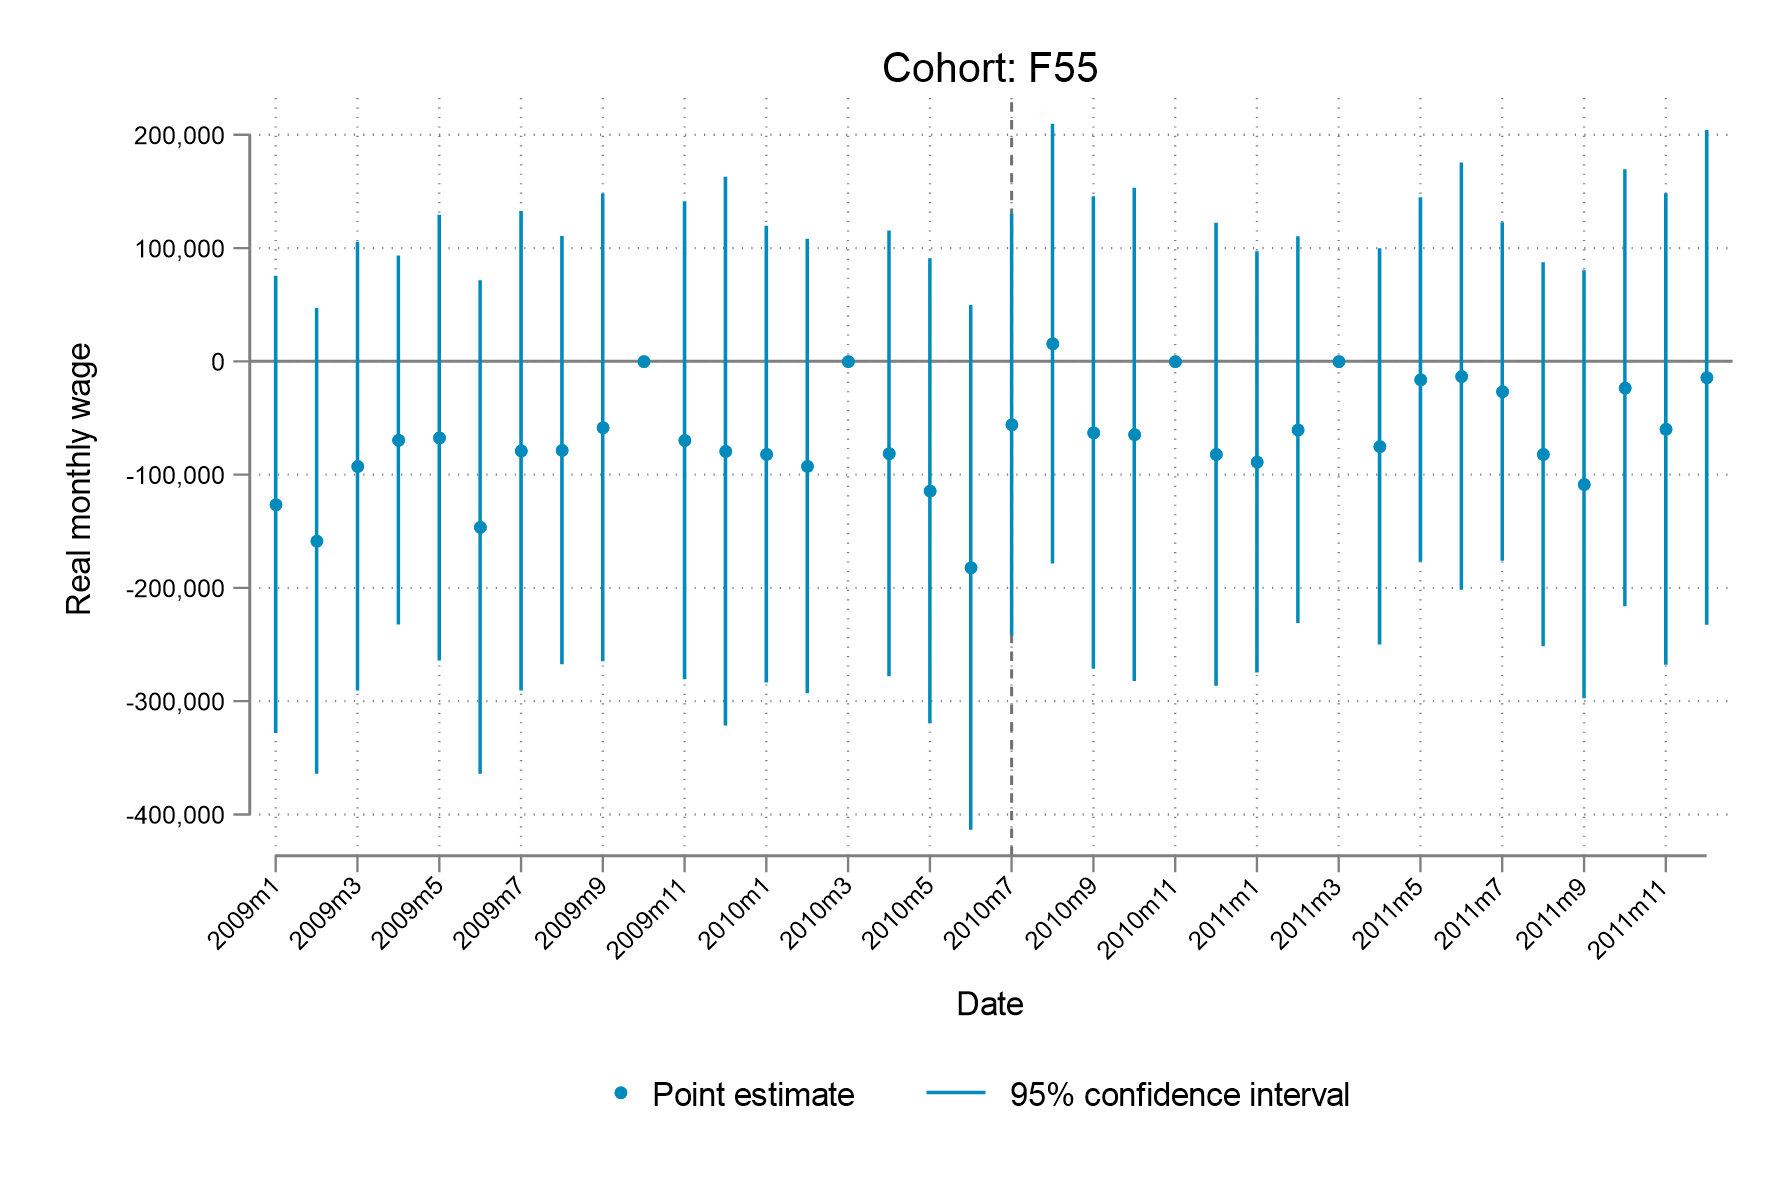 Cohort: F55
200,000
100,000
0
-100,000
-200,000
-300,000
-400,000
Real monthly wage
2009m1
2009m3
2009m5
2009m7
2009m9
2009m11
2010m1
2010m3
2010m5
2010m7
2010m9
2010m11
2011m1
2011m3
2011m5
2011m7
2011m9
2011m11
Date
Point estimate
95% confidence interval